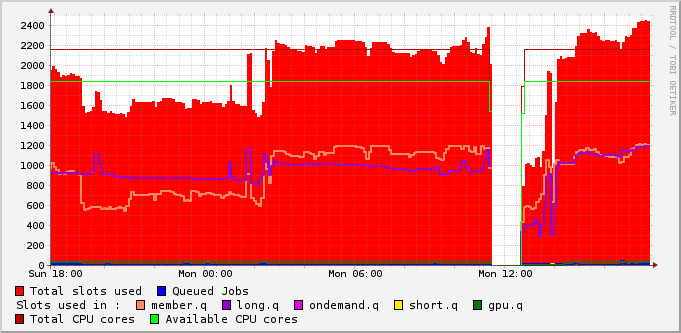 2400
2200
2000
1800
1600
1400
1200
1000
800
600
400
200
0
Sun 18:00 Mon 00:00 Mon 06:00 Mon 12:00
Total slots used Queued Jobs
Slots used in : member.q long.q ondemand.q short.q gpu.q
Total CPU cores Available CPU cores
RRDTOOL / TOBI OETIKER